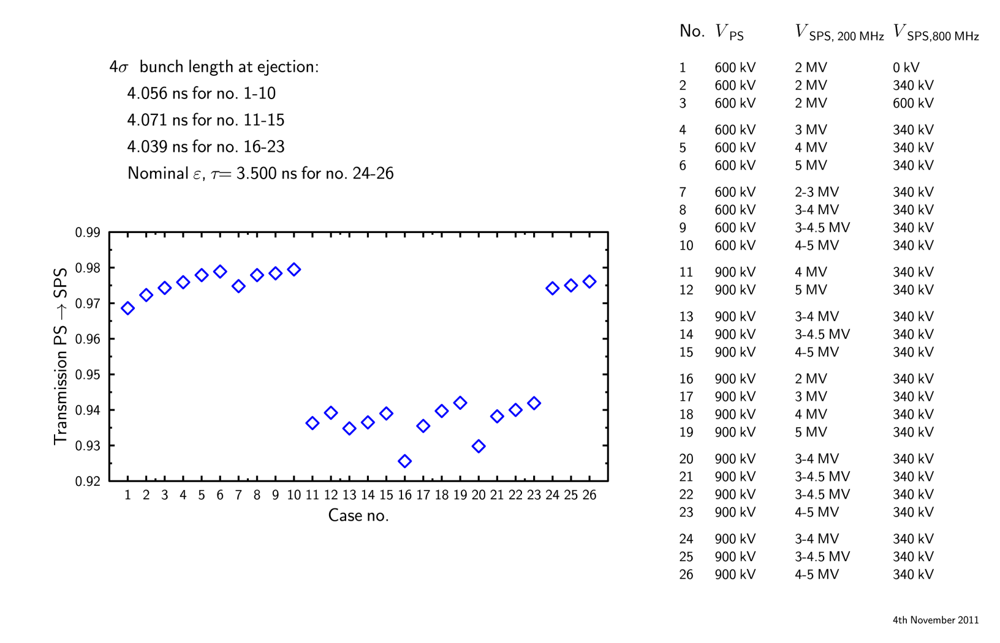 4σ bunch length at ejection:
4.056 ns for no. 1-10
4.071 ns for no. 11-15
4.039 ns for no. 16-23
Nominal ε, τ= 3.500 ns for no. 24-26
0.99
0.98
0.97
0.96
0.95
0.94
0.93
0.92
Transmission PS → SPS
1 2 3 4 5 6 7 8 9 10 11 12 13 14 15 16 17 18 19 20 21 22 23 24 25 26
Case no.
No. V PS V SPS, 200 MHz V SPS,800 MHz
1 600 kV 2 MV 0 kV
2 600 kV 2 MV 340 kV
3 600 kV 2 MV 600 kV
4 600 kV 3 MV 340 kV
5 600 kV 4 MV 340 kV
6 600 kV 5 MV 340 kV
7 600 kV 2-3 MV 340 kV
8 600 kV 3-4 MV 340 kV
9 600 kV 3-4.5 MV 340 kV
10 600 kV 4-5 MV 340 kV
11 900 kV 4 MV 340 kV
12 900 kV 5 MV 340 kV
13 900 kV 3-4 MV 340 kV
14 900 kV 3-4.5 MV 340 kV
15 900 kV 4-5 MV 340 kV
16 900 kV 2 MV 340 kV
17 900 kV 3 MV 340 kV
18 900 kV 4 MV 340 kV
19 900 kV 5 MV 340 kV
20 900 kV 3-4 MV 340 kV
21 900 kV 3-4.5 MV 340 kV
22 900 kV 3-4.5 MV 340 kV
23 900 kV 4-5 MV 340 kV
24 900 kV 3-4 MV 340 kV
25 900 kV 3-4.5 MV 340 kV
26 900 kV 4-5 MV 340 kV
4th November 2011